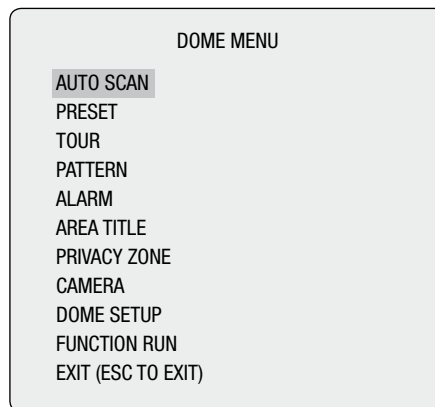 DOME MENU
AUTO SCAN
PRESET
TOUR
PATTERN
ALARM
AREA TITLE
PRIVACY ZONE
CAMERA
DOME SETUP
FUNCTION RUN
EXIT (ESC TO EXIT)